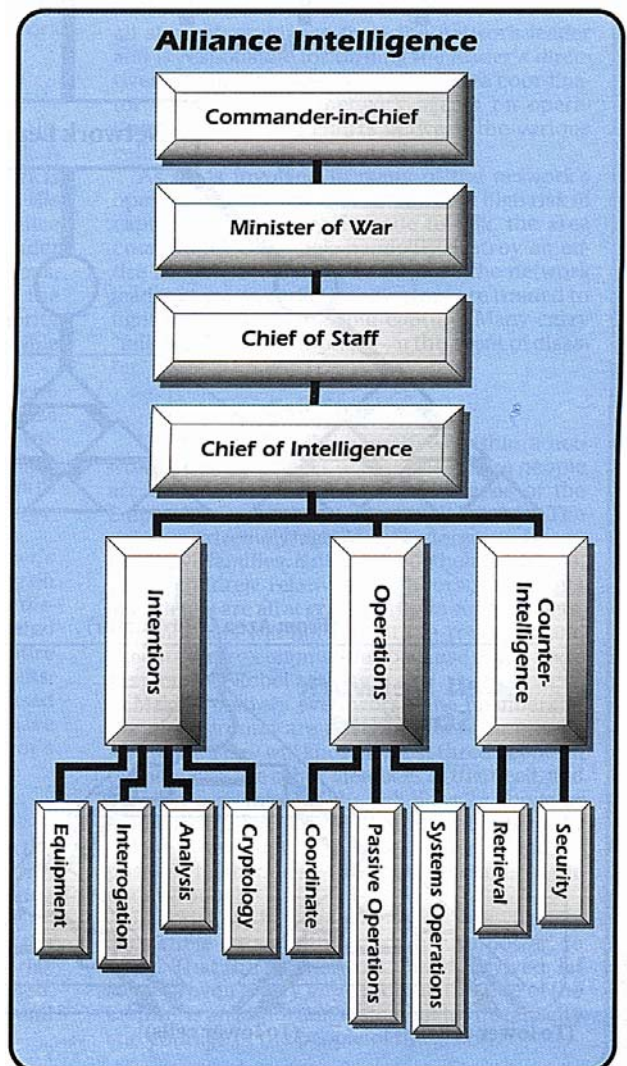 Alliance Intelligence
Commander-in-Chief
Minister of War
Chief of Staff
Chief of Intelligence
Intentions
Operations
Counter-
Intelligence
Equipment
Interrogation
Analysis
Cryptology
Coordinate
Passive Operations
Systems Operations
Retrieval
Security